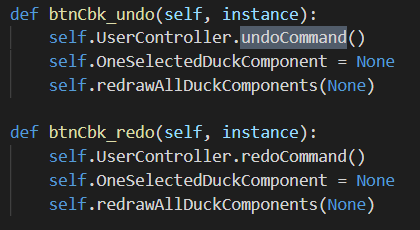 def btnCbk_undo(self, instance):
    self.UserController.undoCommand()
    self.OneSelectedDuckComponent = None
    self.redrawAllDuckComponents(None)

def btnCbk_redo(self, instance):
    self.UserController.redoCommand()
    self.OneSelectedDuckComponent = None
    self.redrawAllDuckComponents(None)